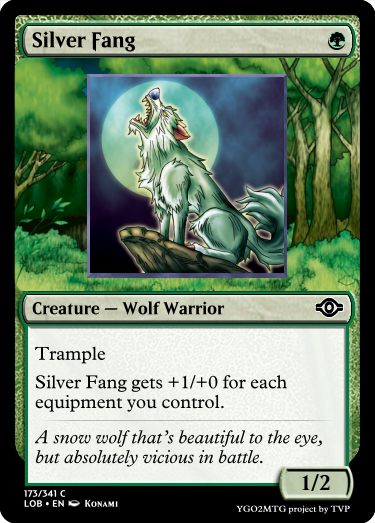 Silver Fang
Creature — Wolf Warrior
Trample
Silver Fang gets +1/+0 for each
equipment you control.
A snow wolf that's beautiful to the eye,
but absolutely vicious in battle.
1/2
173/341 C
LOB • EN Konami
YGO2MTG project by TVP